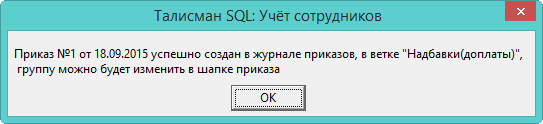 Талисман SQL: Учёт сотрудников
Приказ №1 от 18.09.2015 успешно создан в журнале приказов, в ветке "Надбавки(доплаты)",
группу можно будет изменить в шапке приказа
OK